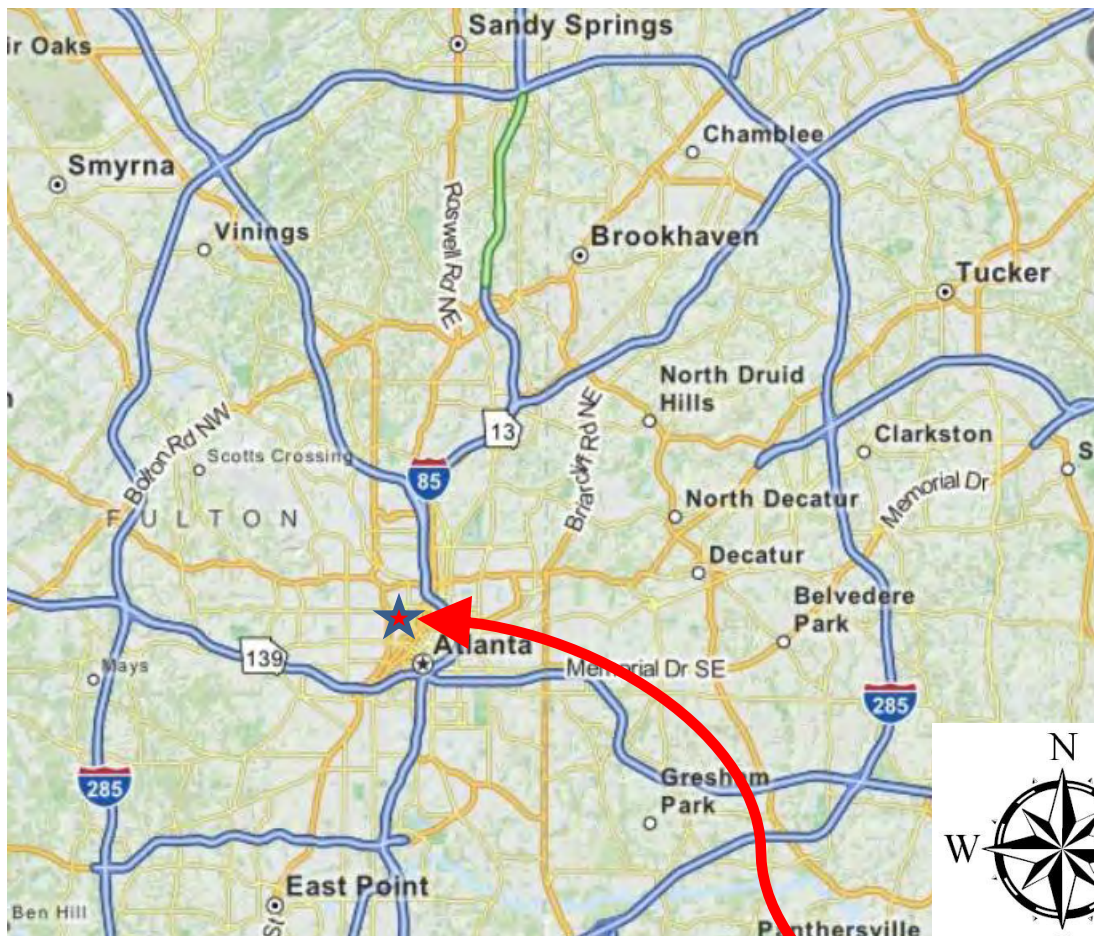 Sandy Springs
ir Oaks
Chamblee
Smyrna
Roswell Rd NE
Vinings
Brookhaven
Tucker
North Druid
Hills
13
Bolton Rd NW
Scotts Crossing
Clarkston
85
Briarcliff Rd NE
S
North Decatur
Memorial Dr
FULTON
Decatur
Belvedere
Park
Atlanta
139
Mays
Memorial Dr SE
285
285
Gresham
Park
N
W
East Point
Ben Hill
St
Panthersville